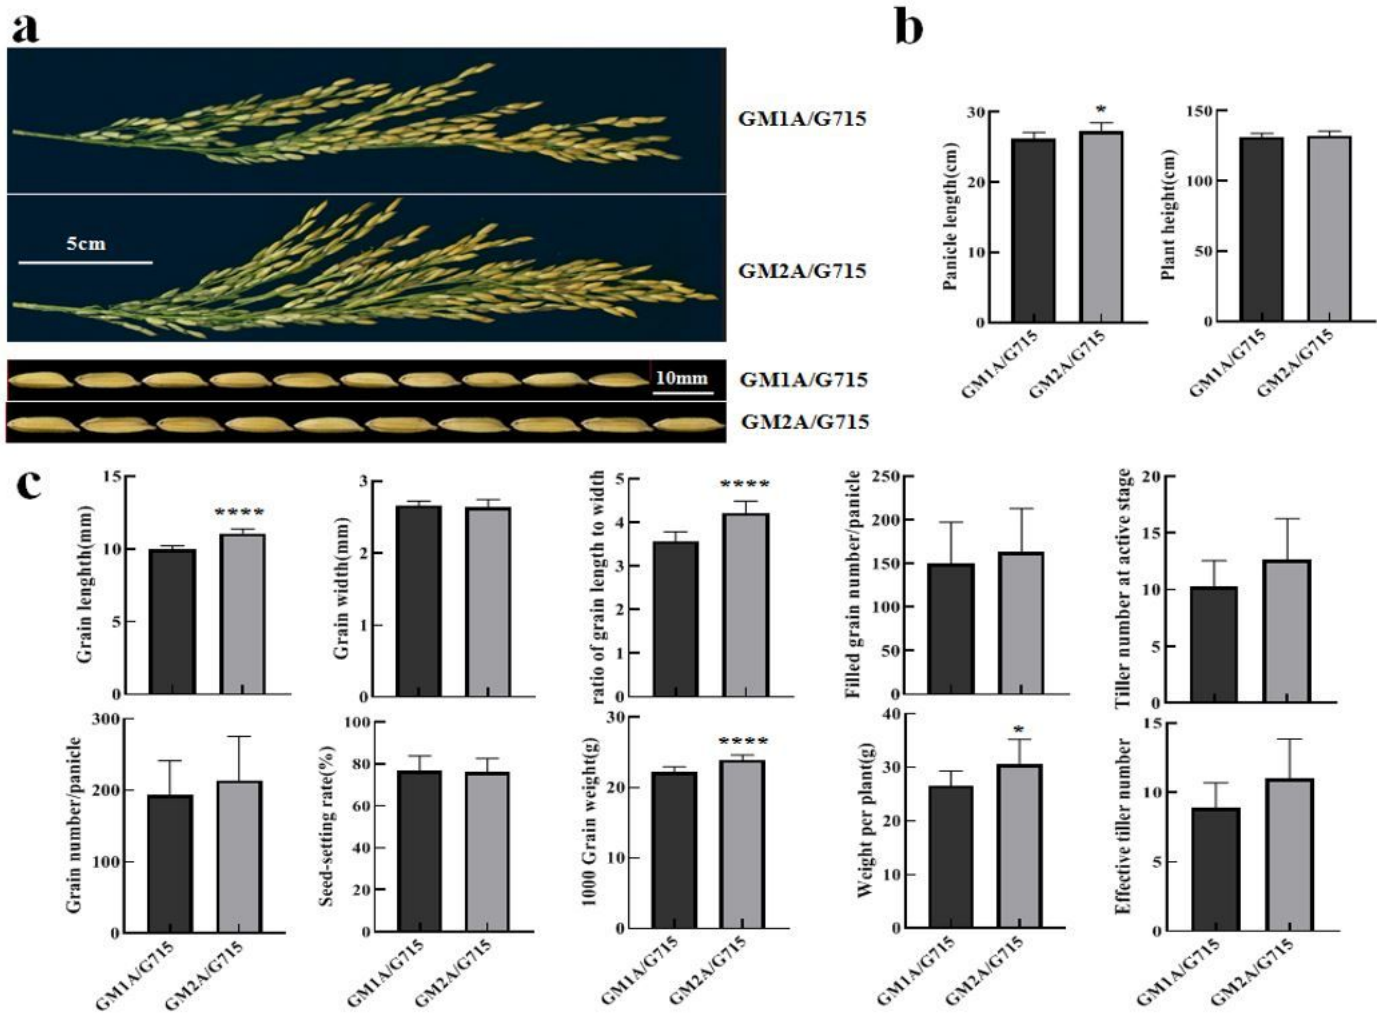 a
GM1A/G715
5cm
GM2A/G715
10mm
GM1A/G715
GM2A/G715
b
Panicle length(cm)
30
20
10
0
*
GM1A/G715
GM2A/G715
Plant height(cm)
150
100
50
0
GM1A/G715
GM2A/G715
c
Grain lenghth(mm)
15
10
5
0
****
Grain width(mm)
3
2
1
0
ratio of grain length to width
5
4
3
2
1
0
****
Filled grain number/panicle
250
200
150
100
50
0
Tiller number at active stage
20
15
10
5
0
Grain number/panicle
300
200
100
0
GM1A/G715
GM2A/G715
Seed-setting rate(%)
100
80
60
40
20
0
GM1A/G715
GM2A/G715
1000 Grain weight(g)
30
20
10
0
****
GM1A/G715
GM2A/G715
Weight per plant(g)
40
30
20
10
0
*
GM1A/G715
GM2A/G715
Effective tiller number
15
10
5
0
GM1A/G715
GM2A/G715